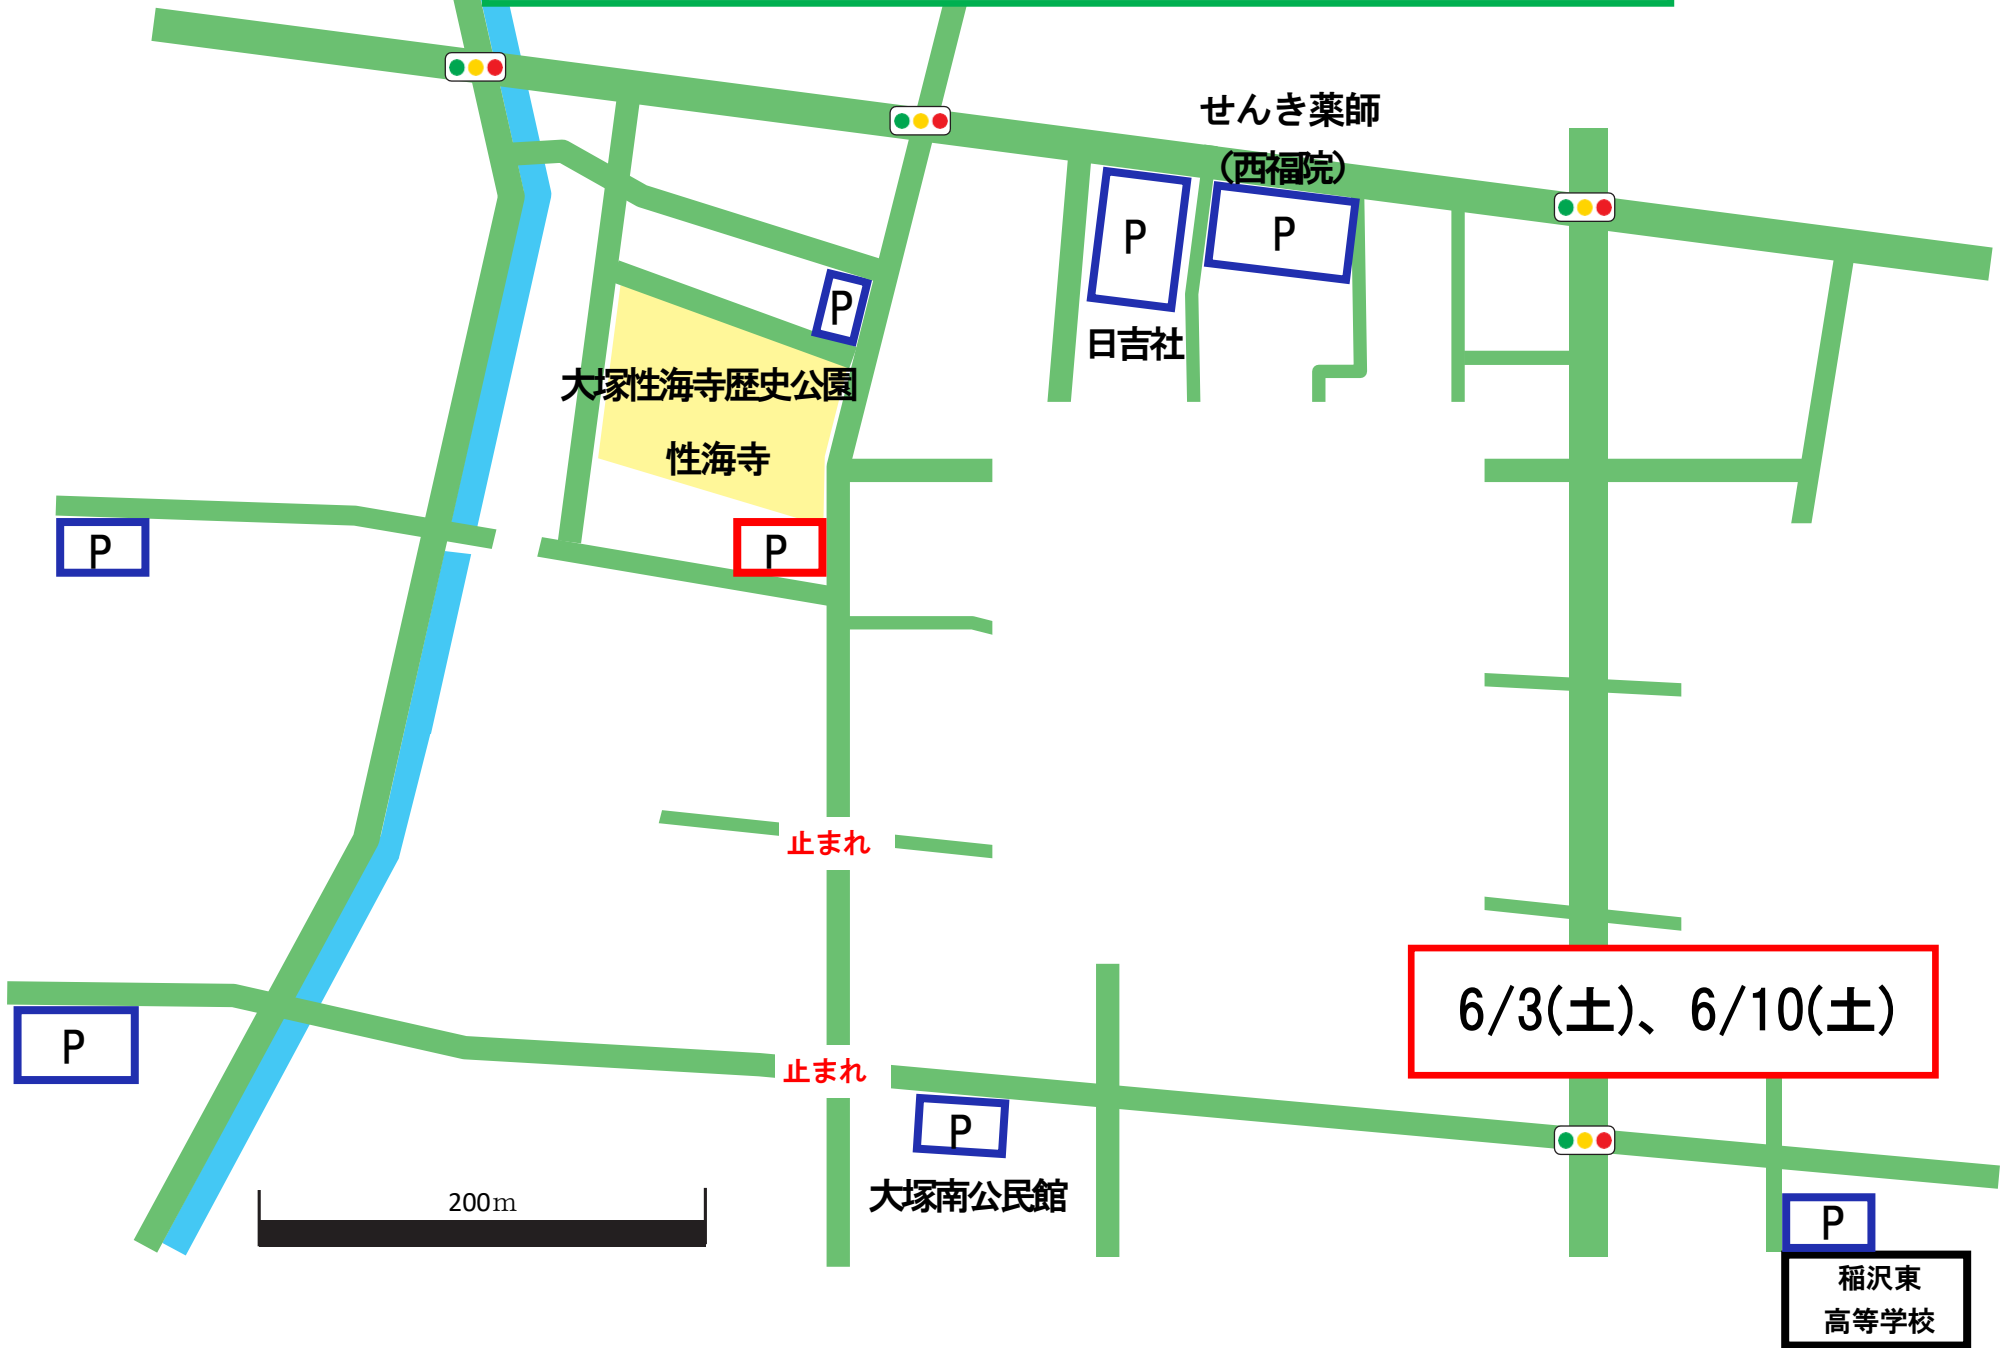 せんき薬師
（西福院）
P
P
P
日吉社
大塚性海寺歴史公園
性海寺
P
P
止まれ
6/3(土)、6/10(土)
P
止まれ
P
大塚南公民館
200ｍ
P
稲沢東
高等学校